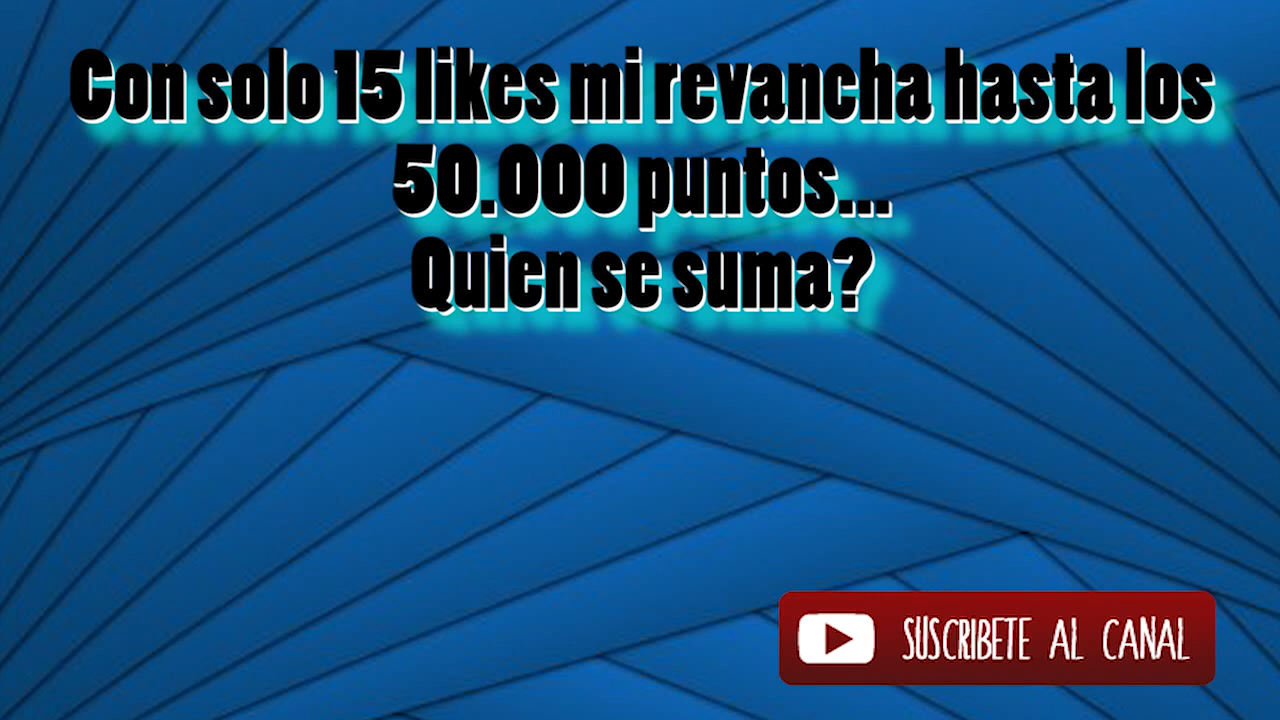 Con solo 15 likes mi revancha hasta los
50.000 puntos...
Quien se suma?
SUSCRIBETE AL CANAL